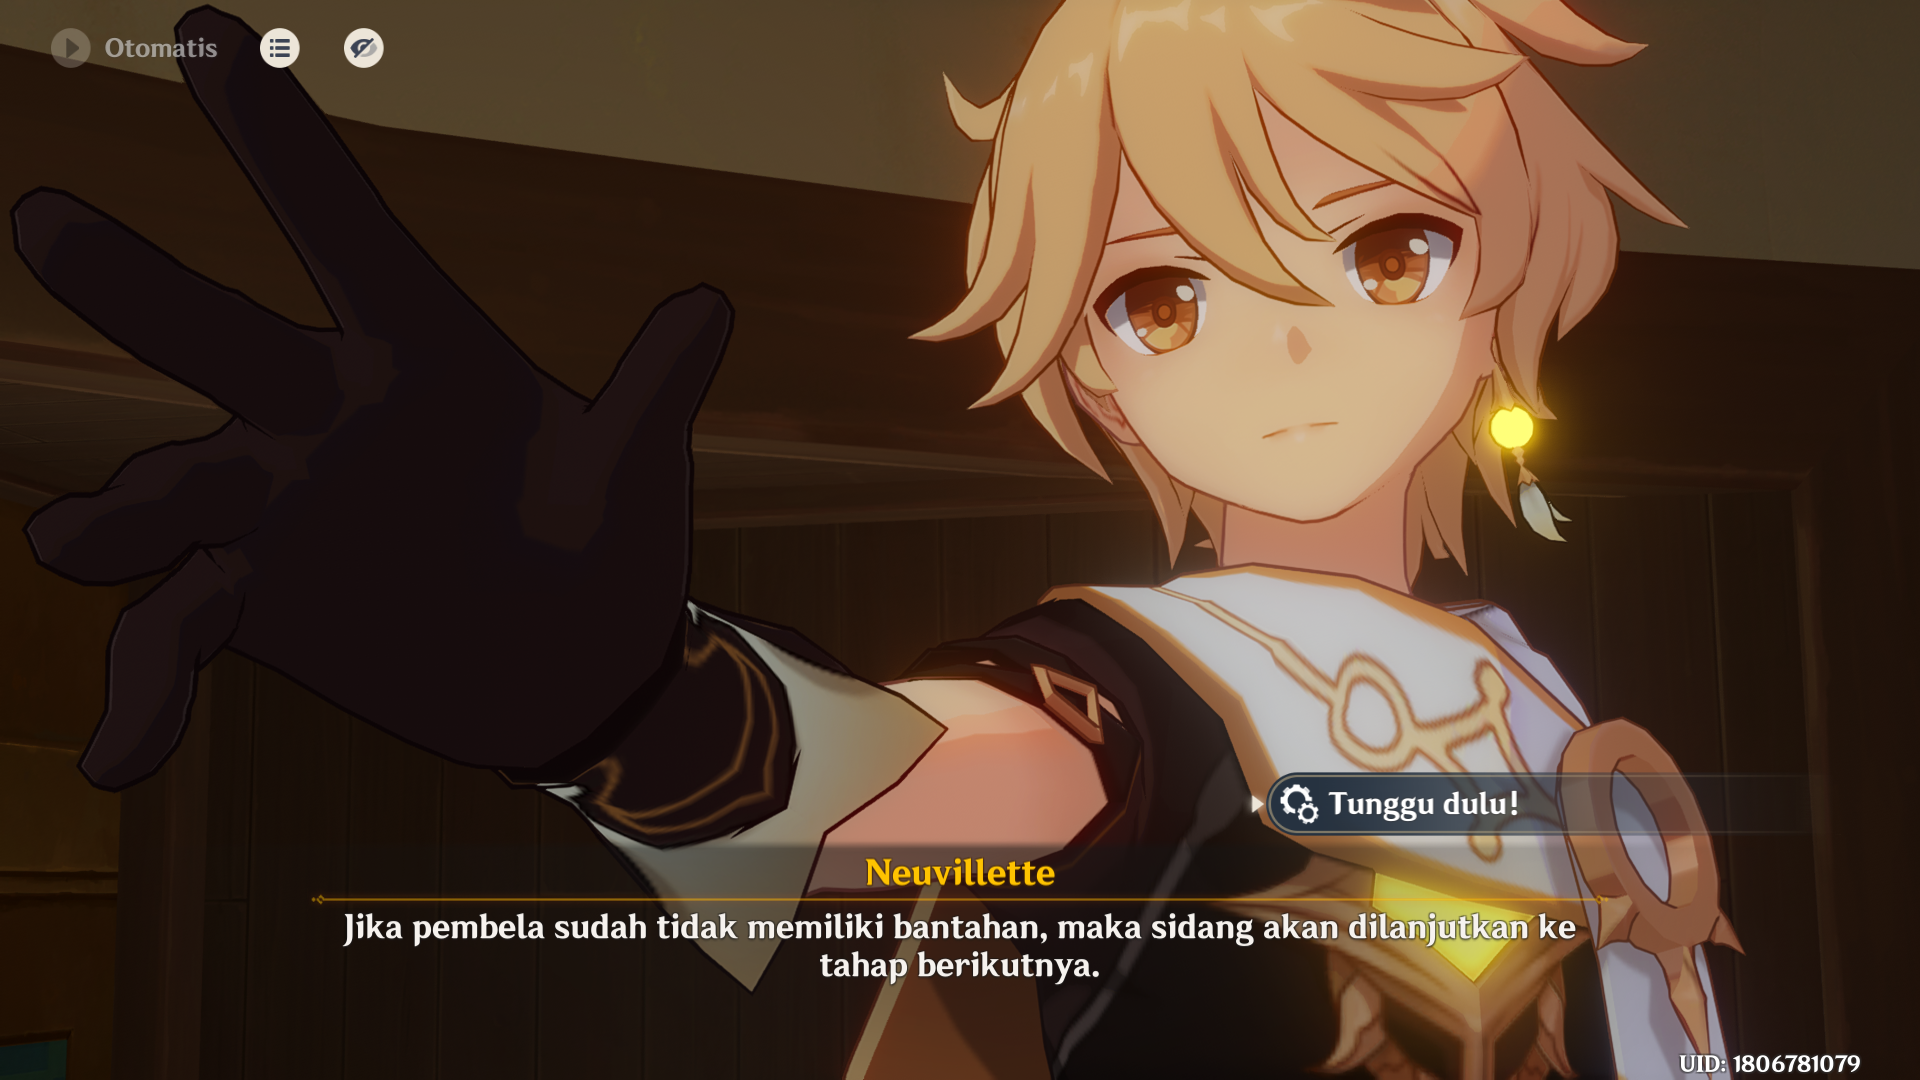 Otomatis
Tunggu dulu!
Neuvillette
Jika pembela sudah tidak memiliki bantahan, maka sidang akan dilanjutkan ke
tahap berikutnya.
UID: 1806781079